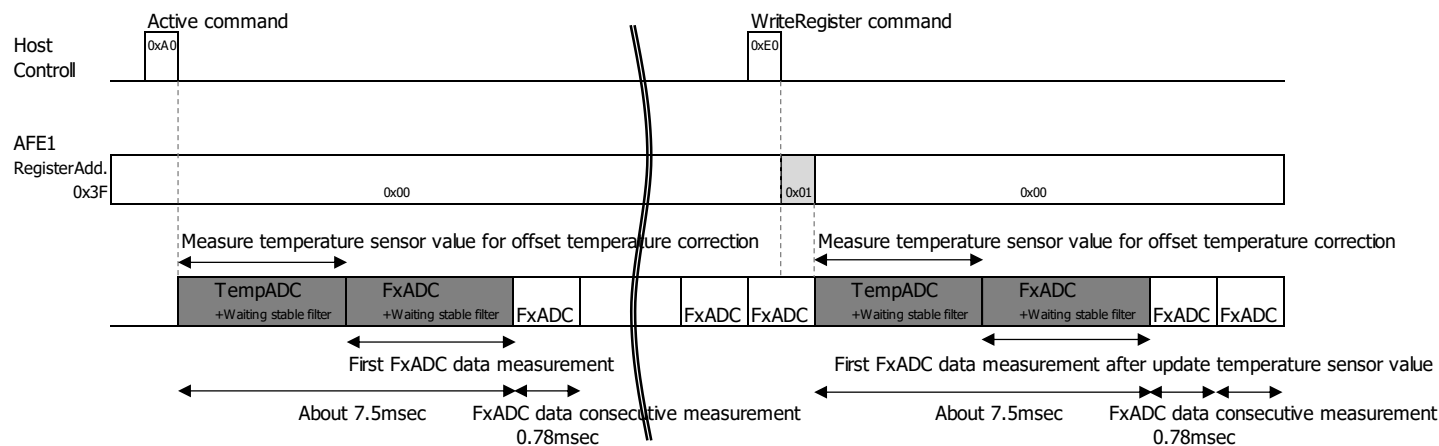 Active command
WriteRegister command
Host
Controll
0xA0
0xE0
AFE1
RegisterAdd.
0x3F
0x00
0x01
0x00
Measure temperature sensor value for offset temperature correction
Measure temperature sensor value for offset temperature correction
TempADC
+Waiting stable filter
FxADC
+Waiting stable filter
FxADC
FxADC
FxADC
TempADC
+Waiting stable filter
FxADC
+Waiting stable filter
FxADC
FxADC
First FxADC data measurement
First FxADC data measurement after update temperature sensor value
About 7.5msec
FxADC data consecutive measurement
0.78msec
About 7.5msec
FxADC data consecutive measurement
0.78msec